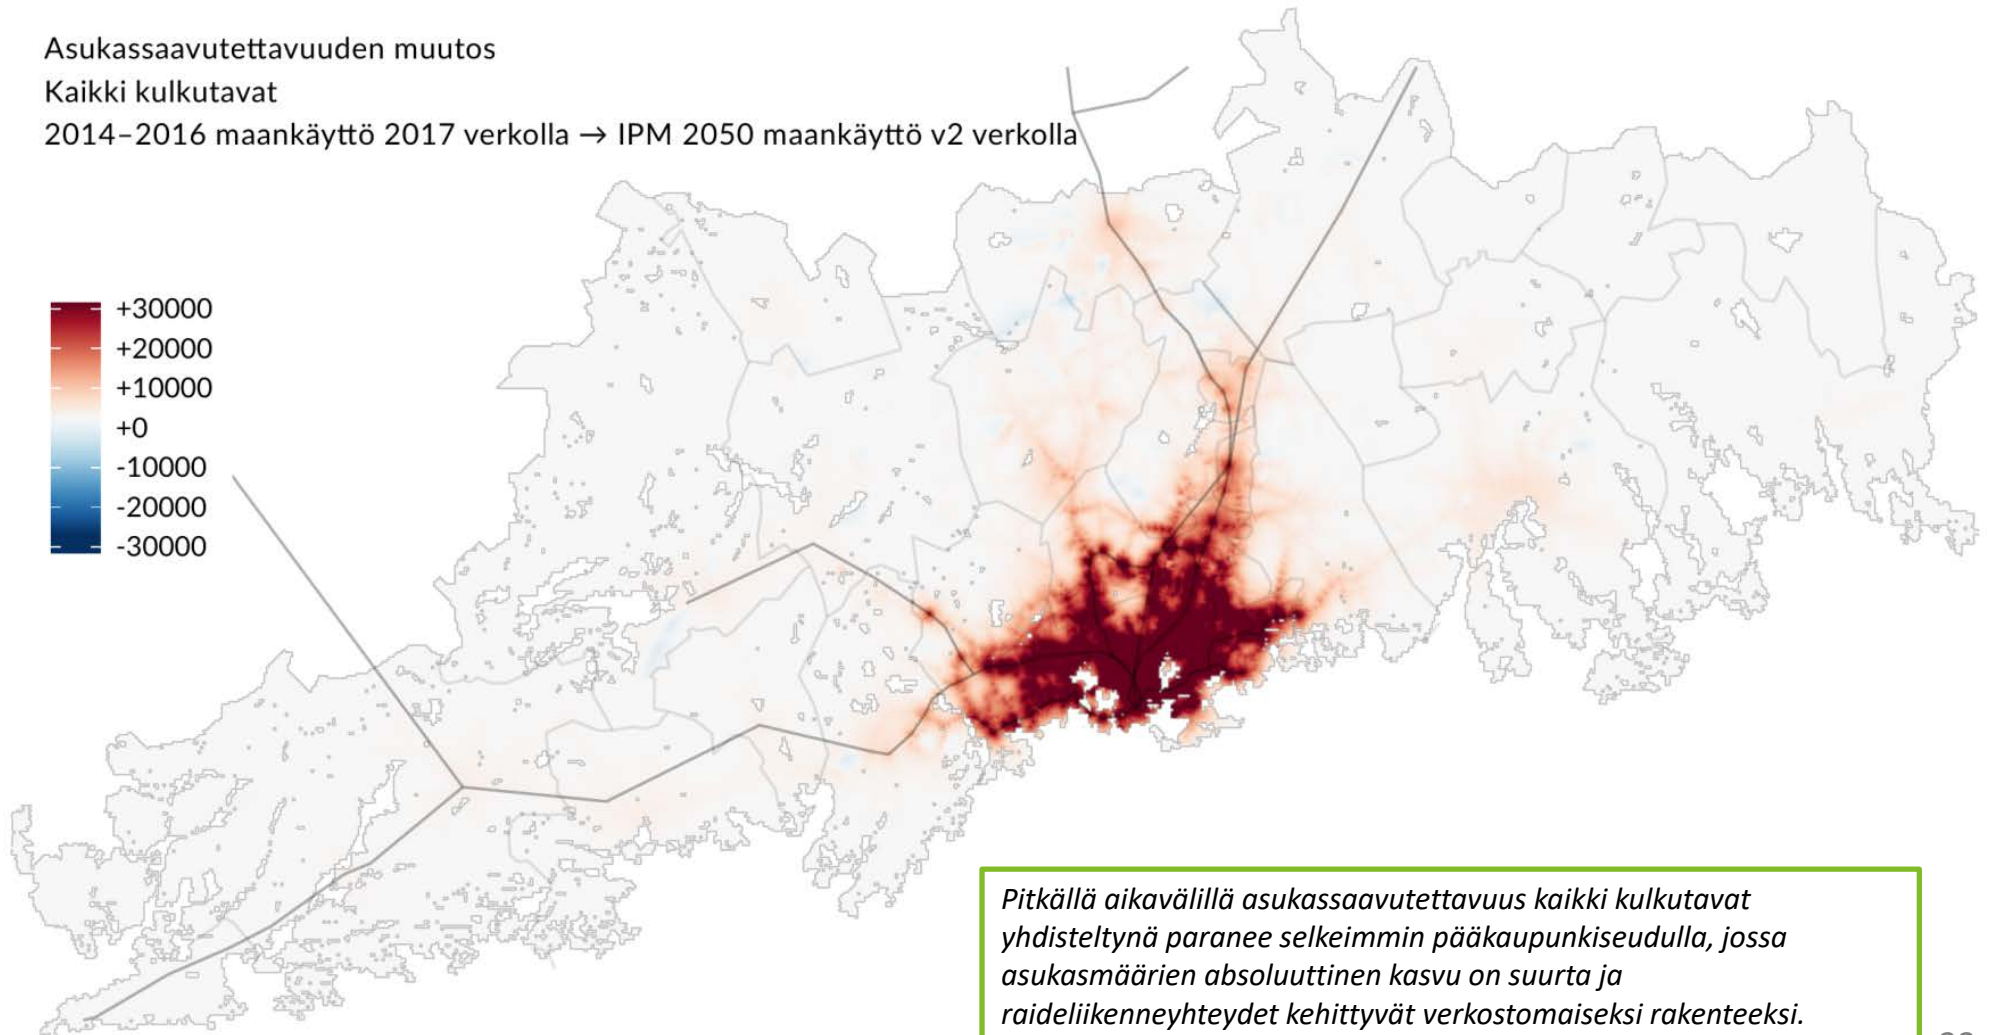 Asukassaavutettavuuden muutos
Kaikki kulkutavat
2014–2016 maankäyttö 2017 verkolla → IPM 2050 maankäyttö v2 verkolla
+30000
+20000
+10000
+0
-10000
-20000
-30000
Pitkällä aikavälillä asukassaavutettavuus kaikki kulkutavat
yhdisteltynä paranee selkeimmin pääkaupunkiseudulla, jossa
asukasmäärien absoluuttinen kasvu on suurta ja
raideliikenneyhteydet kehittyvät verkostomaiseksi rakenteeksi.